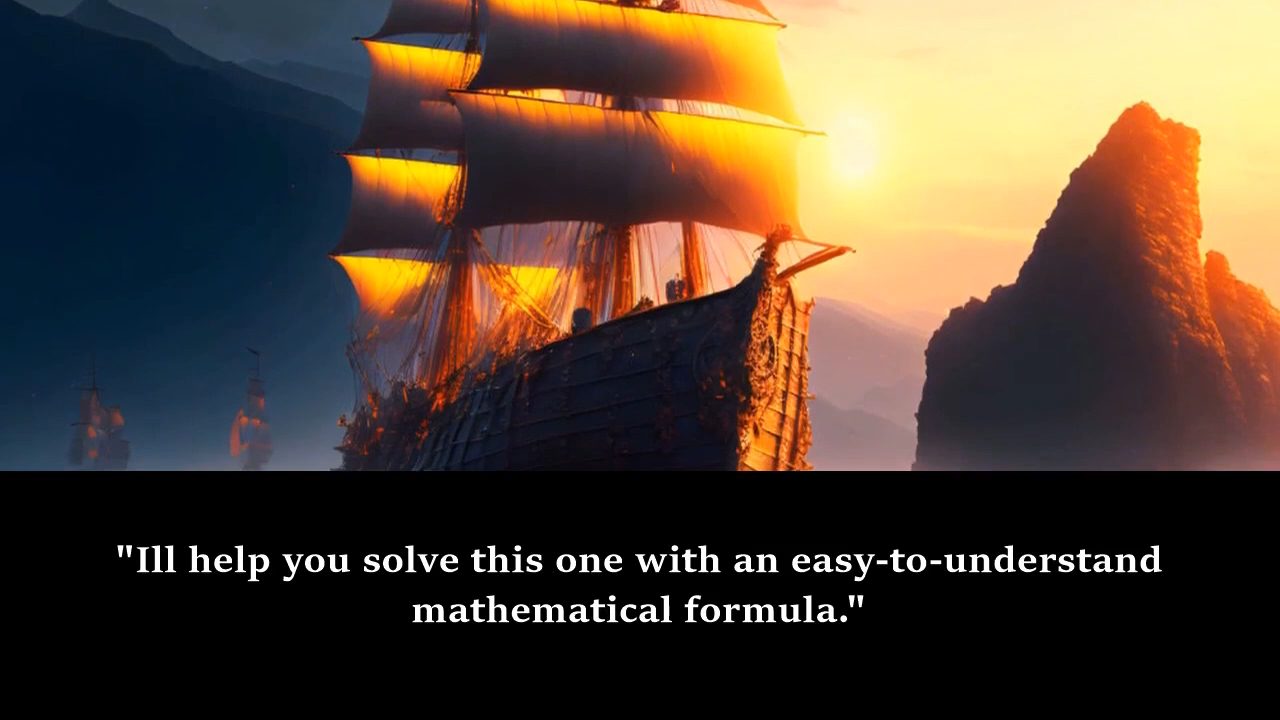 "Ill help you solve this one with an easy-to-understand
mathematical formula."